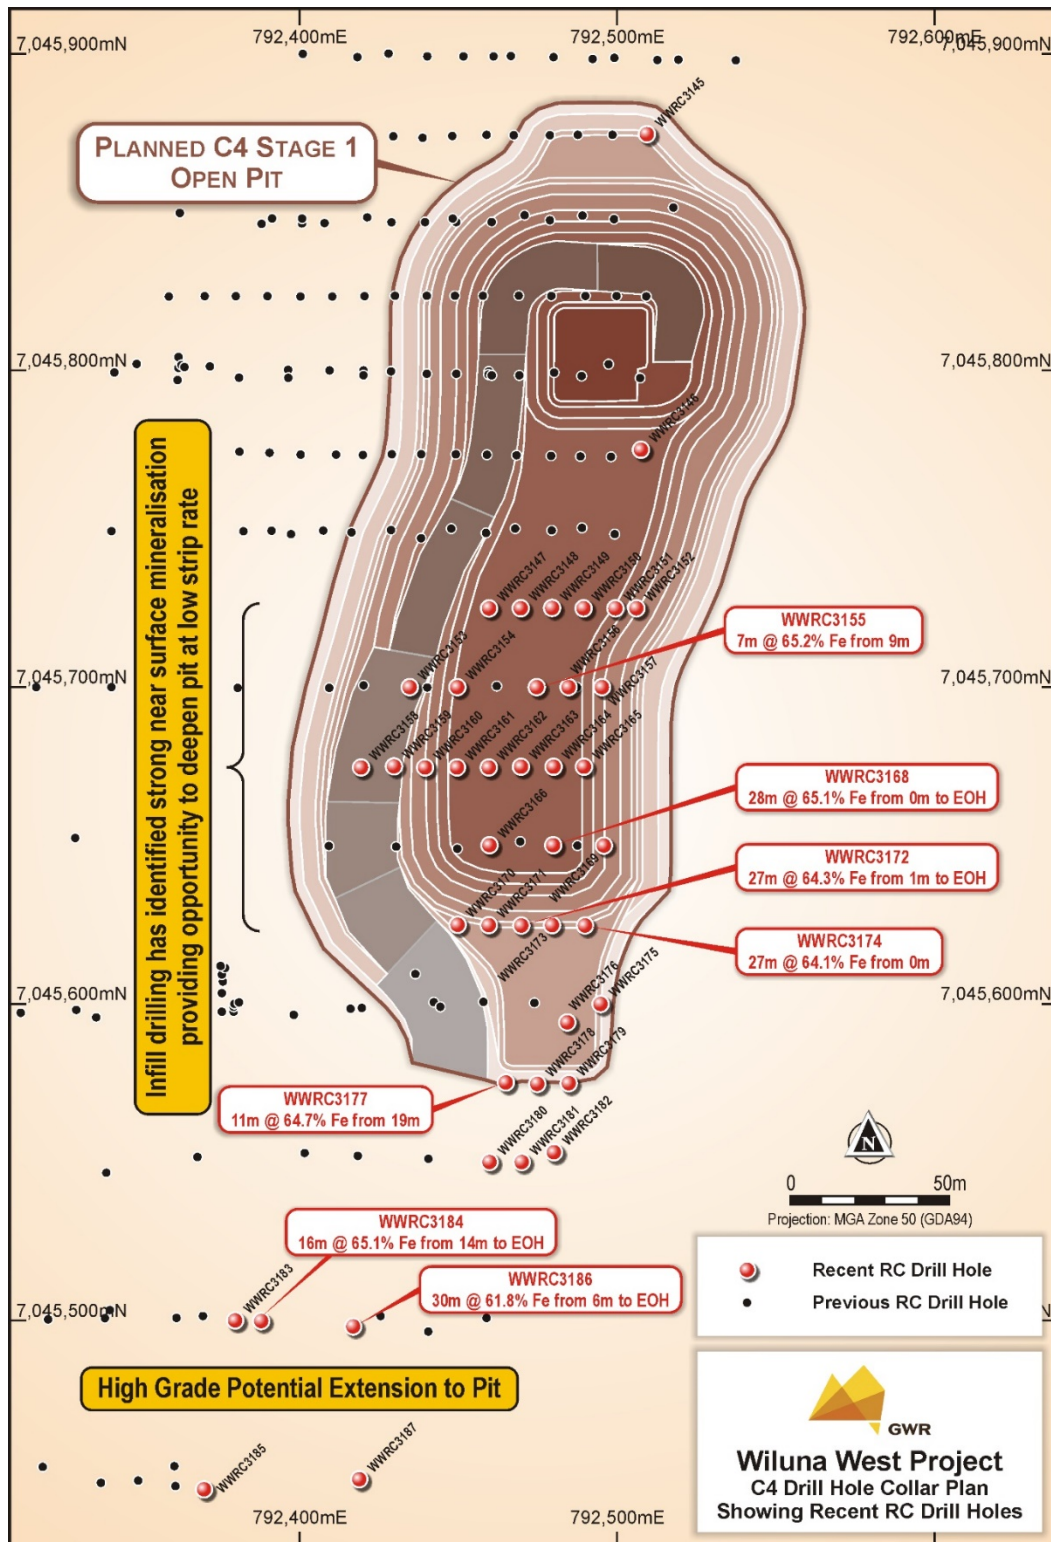 792,400mE
792,500mE
792,600mE
7,045,900mN
7,045,900mN
WWRC3145
PLANNED C4 STAGE 1
OPEN PIT
7,045,800mN
7,045,800mN
WWRC3146
Infill drilling has identified strong near surface mineralisation
providing opportunity to deepen pit at low strip rate
WWRC3147
WWRC3148
WWRC3149
WWRC3150
WWRC3151
WWRC3152
WWRC3155
7m @ 65.2% Fe from 9m
WWRC3153
WWRC3154
WWRC3156
WWRC3157
7,045,700mN
7,045,700mN
WWRC3158
WWRC3159
WWRC3160
WWRC3161
WWRC3162
WWRC3163
WWRC3164
WWRC3165
WWRC3168
28m @ 65.1% Fe from 0m to EOH
WWRC3166
WWRC3169
WWRC3172
27m @ 64.3% Fe from 1m to EOH
WWRC3170
WWRC3171
WWRC3173
WWRC3174
27m @ 64.1% Fe from 0m
7,045,600mN
7,045,600mN
WWRC3176
WWRC3175
WWRC3178
WWRC3179
WWRC3177
11m @ 64.7% Fe from 19m
WWRC3180
WWRC3181
WWRC3182
N
0
50m
Projection: MGA Zone 50 (GDA94)
WWRC3184
16m @ 65.1% Fe from 14m to EOH
WWRC3183
WWRC3186
30m @ 61.8% Fe from 6m to EOH
Recent RC Drill Hole
Previous RC Drill Hole
7,045,500mN
7,045,500mN
High Grade Potential Extension to Pit
WWRC3185
WWRC3187
GWR
Wiluna West Project
C4 Drill Hole Collar Plan
Showing Recent RC Drill Holes
792,400mE
792,500mE